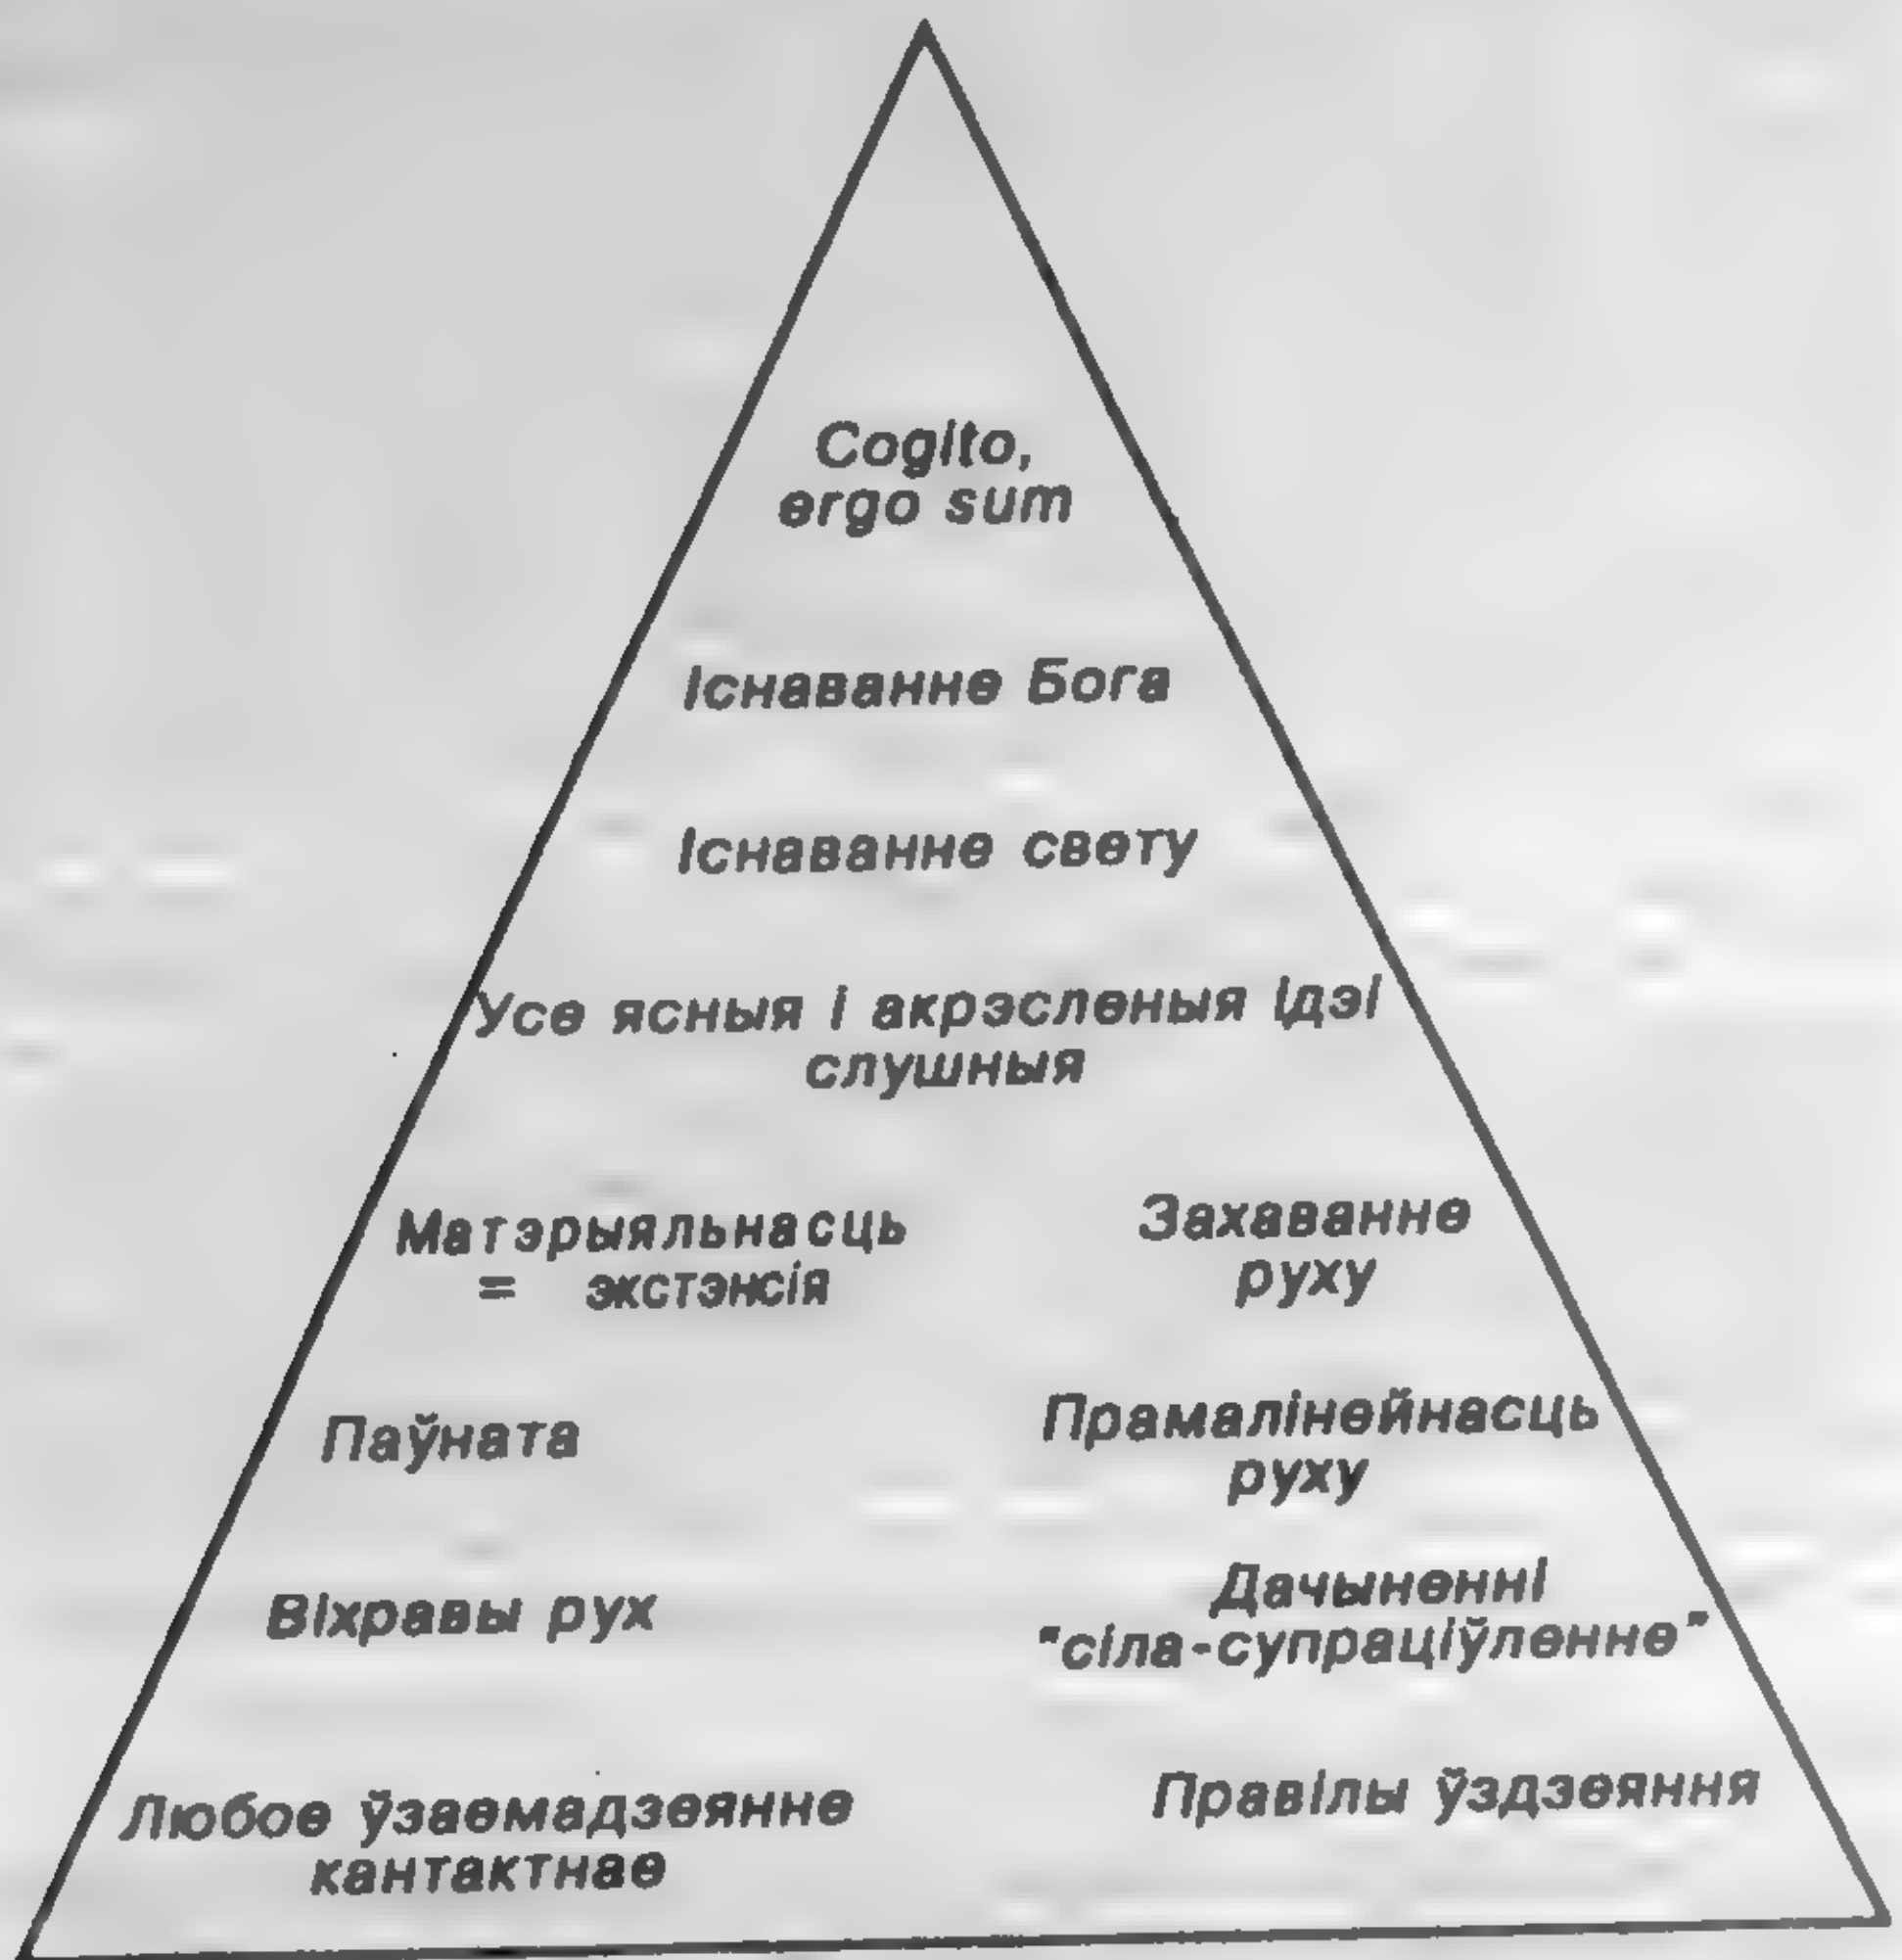 Cogito,
ergo sum
Існаванне Бога
Існаванне свету
Усе ясныя і акрэсленыя ідэі
слушныя
Матэрыяльнасць
= экстэнсія
Захаванне
руху
Паўната
Прамалінейнасць
руху
Віхравы рух
Дачыненні
"сіла-супраціўленне"
Любое ўзаемадзеянне
кантактнае
Правілы ўздзеяння